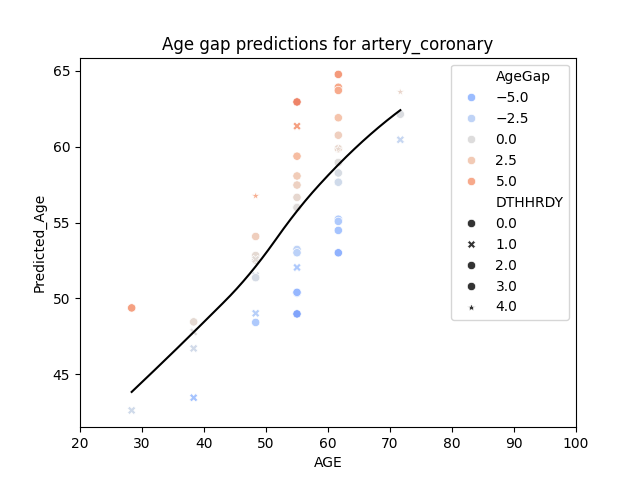 Age gap predictions for artery_coronary
Predicted_Age
65
60
55
50
45
20 30 40 50 60 70 80 90 100
AGE
AgeGap
−5.0
−2.5
0.0
2.5
5.0
DTHHRDY
0.0
1.0
2.0
3.0
4.0